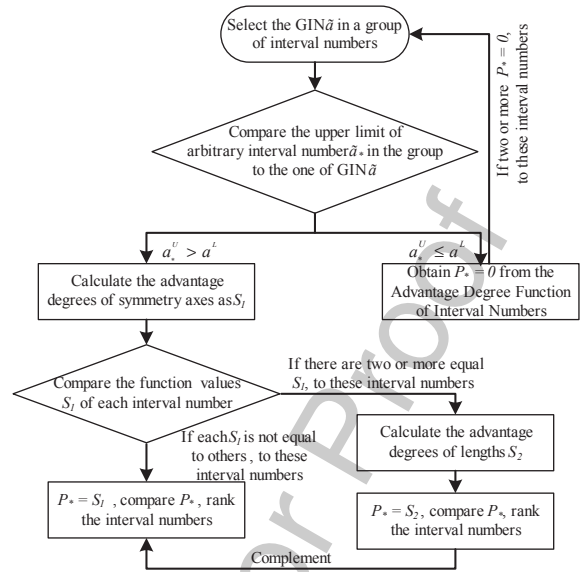 Select the GINã in a group
of interval numbers
If two or more P* = 0,
to these interval numbers
Compare the upper limit of
arbitrary interval number ã* in the group
to the one of GINã
a*^U > a^L
a*^U ≤ a^L
Calculate the advantage
degrees of symmetry axes as S1
Obtain P* = 0 from the
Advantage Degree Function
of Interval Numbers
Compare the function values
S1 of each interval number
If there are two or more equal
S1, to these interval numbers
If each S1 is not equal
to others, to these
interval numbers
Calculate the advantage
degrees of lengths S2
P* = S1 , compare P*, rank
the interval numbers
P* = S2, compare P*, rank
the interval numbers
Complement
or Proof